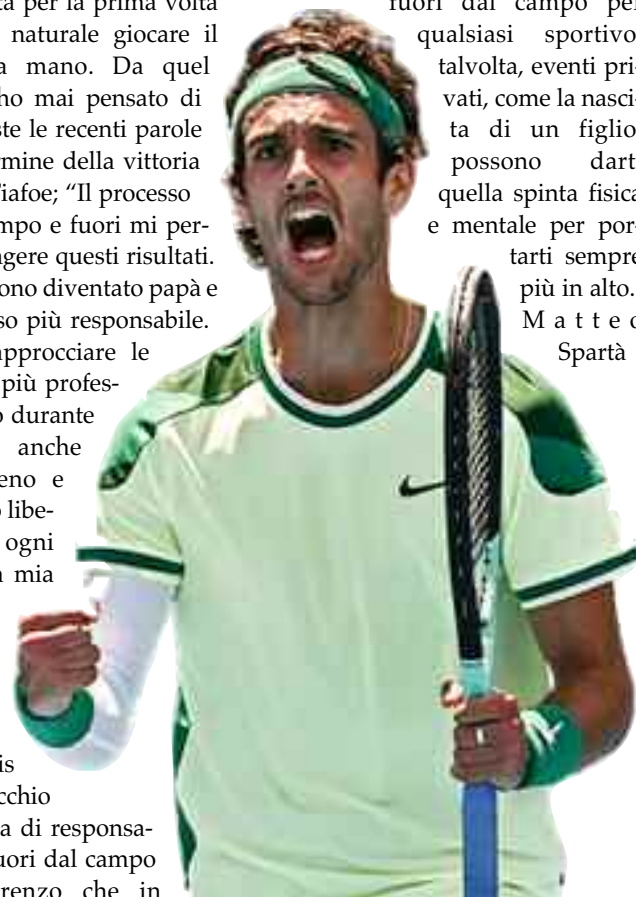 ta per la prima volta
naturale giocare il
a mano. Da quel
ho mai pensato di
ste le recenti parole
rmine della vittoria
iafoe; “Il processo
mpo e fuori mi per-
gere questi risultati.
ono diventato papà e
so più responsabile.
approcciare le
più profes-
o durante
anche
eno e
o libe-
ogni
a mia
is
cchio
a di responsa-
uori dal campo
renzo che in
fuori dal campo per
qualsiasi sportivo
talvolta, eventi pri-
vati, come la nasci-
ta di un figlio
possono dart
quella spinta fisica
e mentale per por-
tarti sempre
più in alto.
Matteo
Spartà